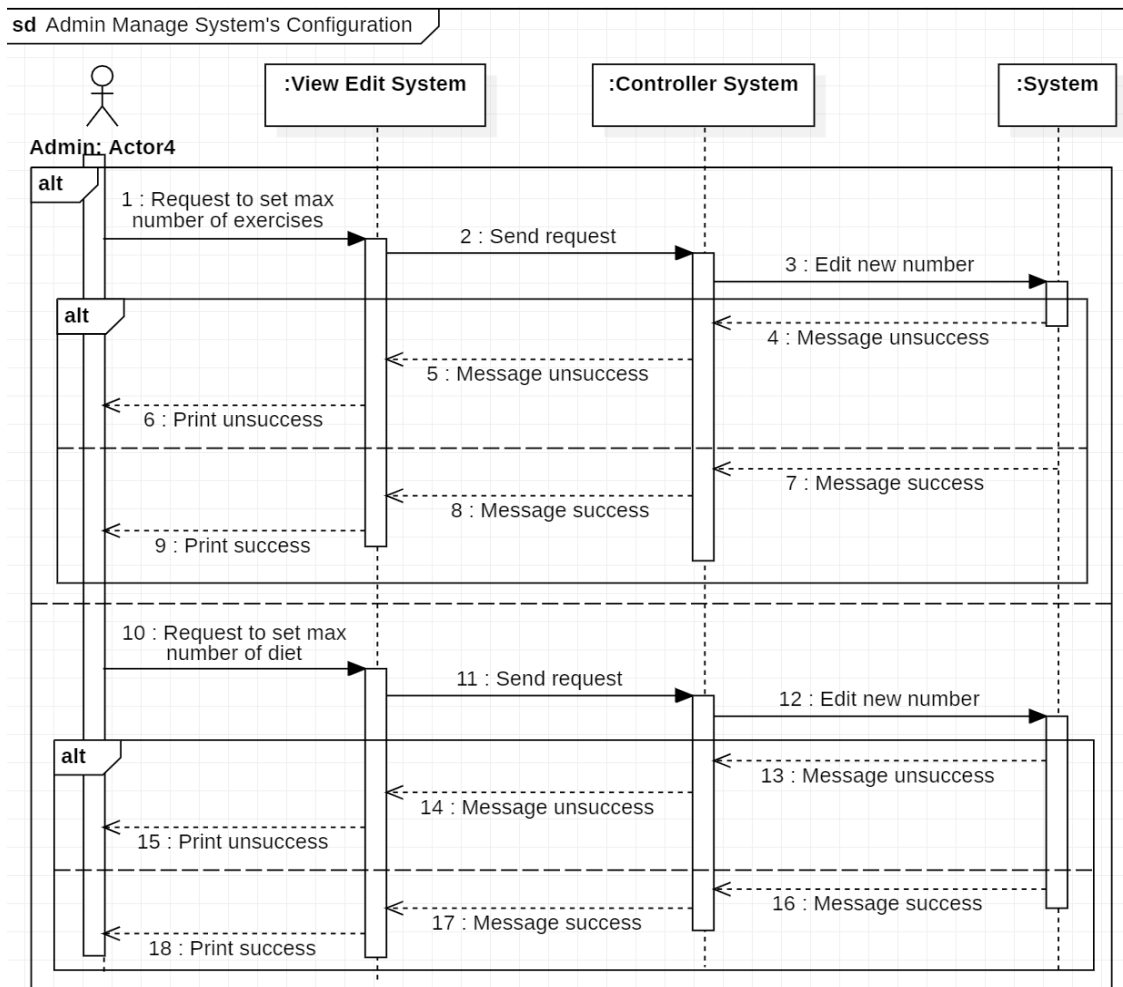 sd Admin Manage System's Configuration
:View Edit System
:Controller System
:System
Admin: Actor4
alt
1 : Request to set max
number of exercises
2 : Send request
3 : Edit new number
alt
4 : Message unsuccess
5 : Message unsuccess
6 : Print unsuccess
7 : Message success
8 : Message success
9 : Print success
10 : Request to set max
number of diet
11 : Send request
12 : Edit new number
alt
13 : Message unsuccess
14 : Message unsuccess
15 : Print unsuccess
16 : Message success
17 : Message success
18 : Print success